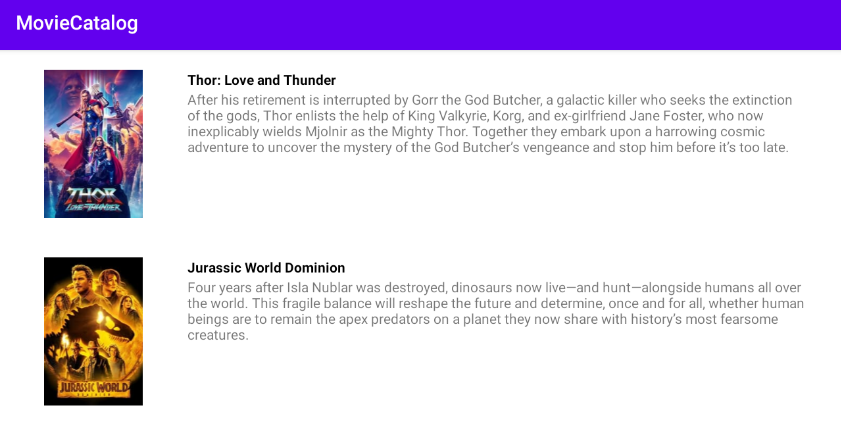 MovieCatalog
Thor: Love and Thunder
After his retirement is interrupted by Gorr the God Butcher, a galactic killer who seeks the extinction
of the gods, Thor enlists the help of King Valkyrie, Korg, and ex-girlfriend Jane Foster, who now
inexplicably wields Mjolnir as the Mighty Thor. Together they embark upon a harrowing cosmic
adventure to uncover the mystery of the God Butcher’s vengeance and stop him before it’s too late.
THOR
LOVE AND THUNDER
Jurassic World Dominion
Four years after Isla Nublar was destroyed, dinosaurs now live—and hunt—alongside humans all over
the world. This fragile balance will reshape the future and determine, once and for all, whether human
beings are to remain the apex predators on a planet they now share with history’s most fearsome
creatures.
JURASSIC WORLD
DOMINION